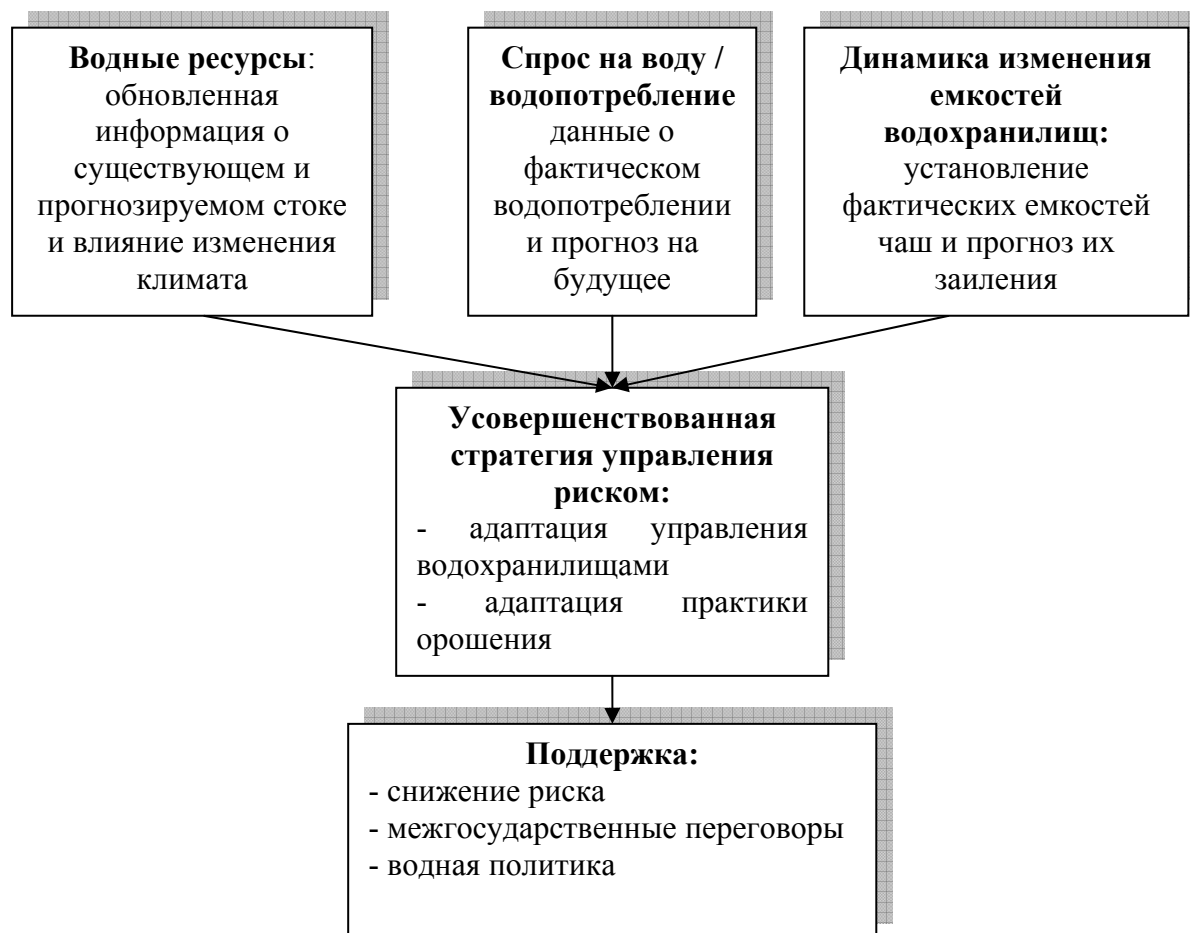 Водные ресурсы:
обновленная
информация о
существующем и
прогнозируемом стоке
и влияние изменения
климата
Спрос на воду /
водопотребление
данные о
фактическом
водопотреблении
и прогноз на
будущее
Динамика изменения
емкостей
водохранилищ:
установление
фактических емкостей
чаш и прогноз их
заиления
Усовершенствованная
стратегия управления
риском:
- адаптация управления
водохранилищами
- адаптация практики
орошения
Поддержка:
- снижение риска
- межгосударственные переговоры
- водная политика